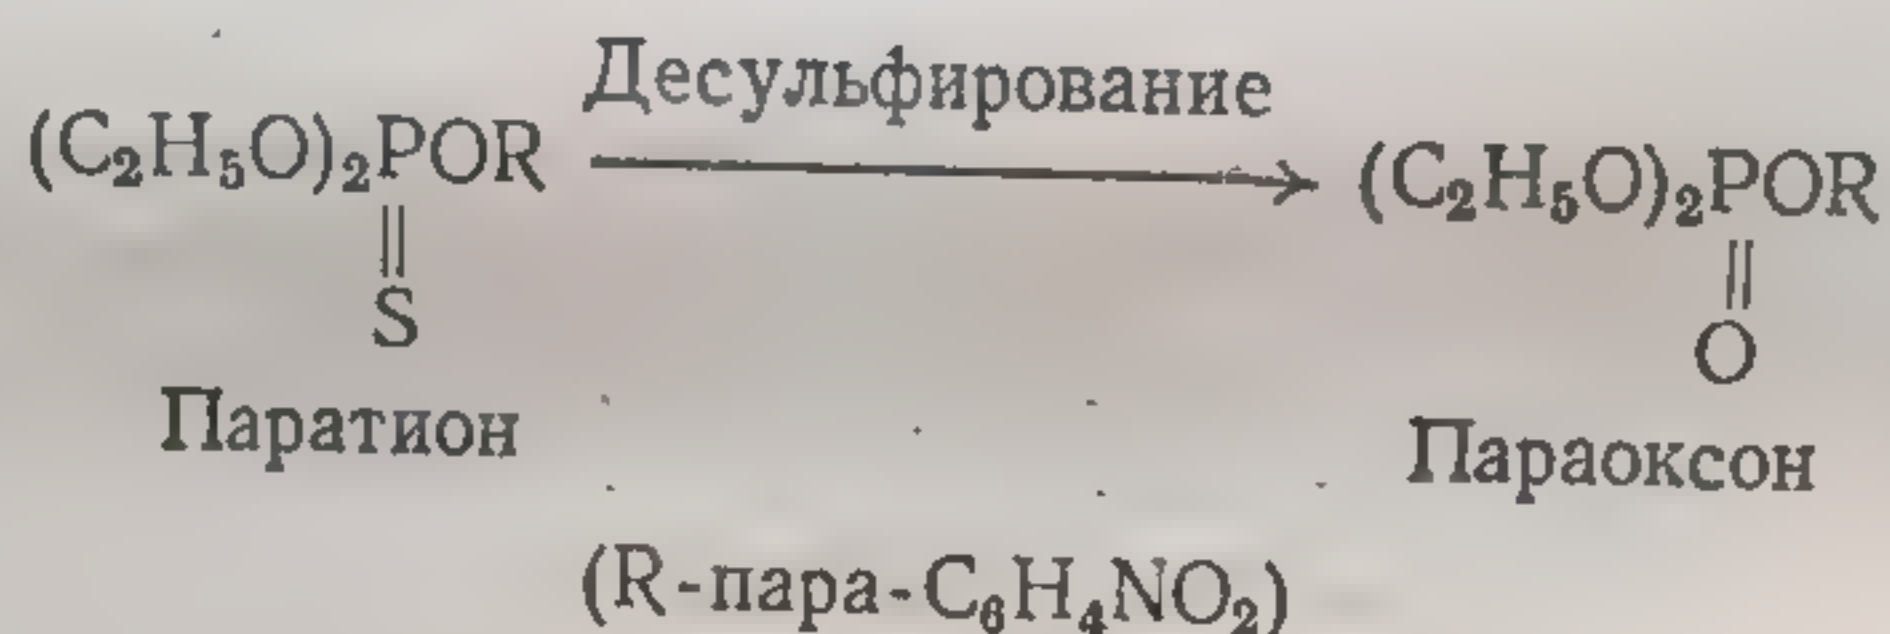 Десульфирование
(C₂H₅O)₂POR → (C₂H₅O)₂POR
|| ||
S O
Паратион Параоксон
(R-пара-C₆H₄NO₂)